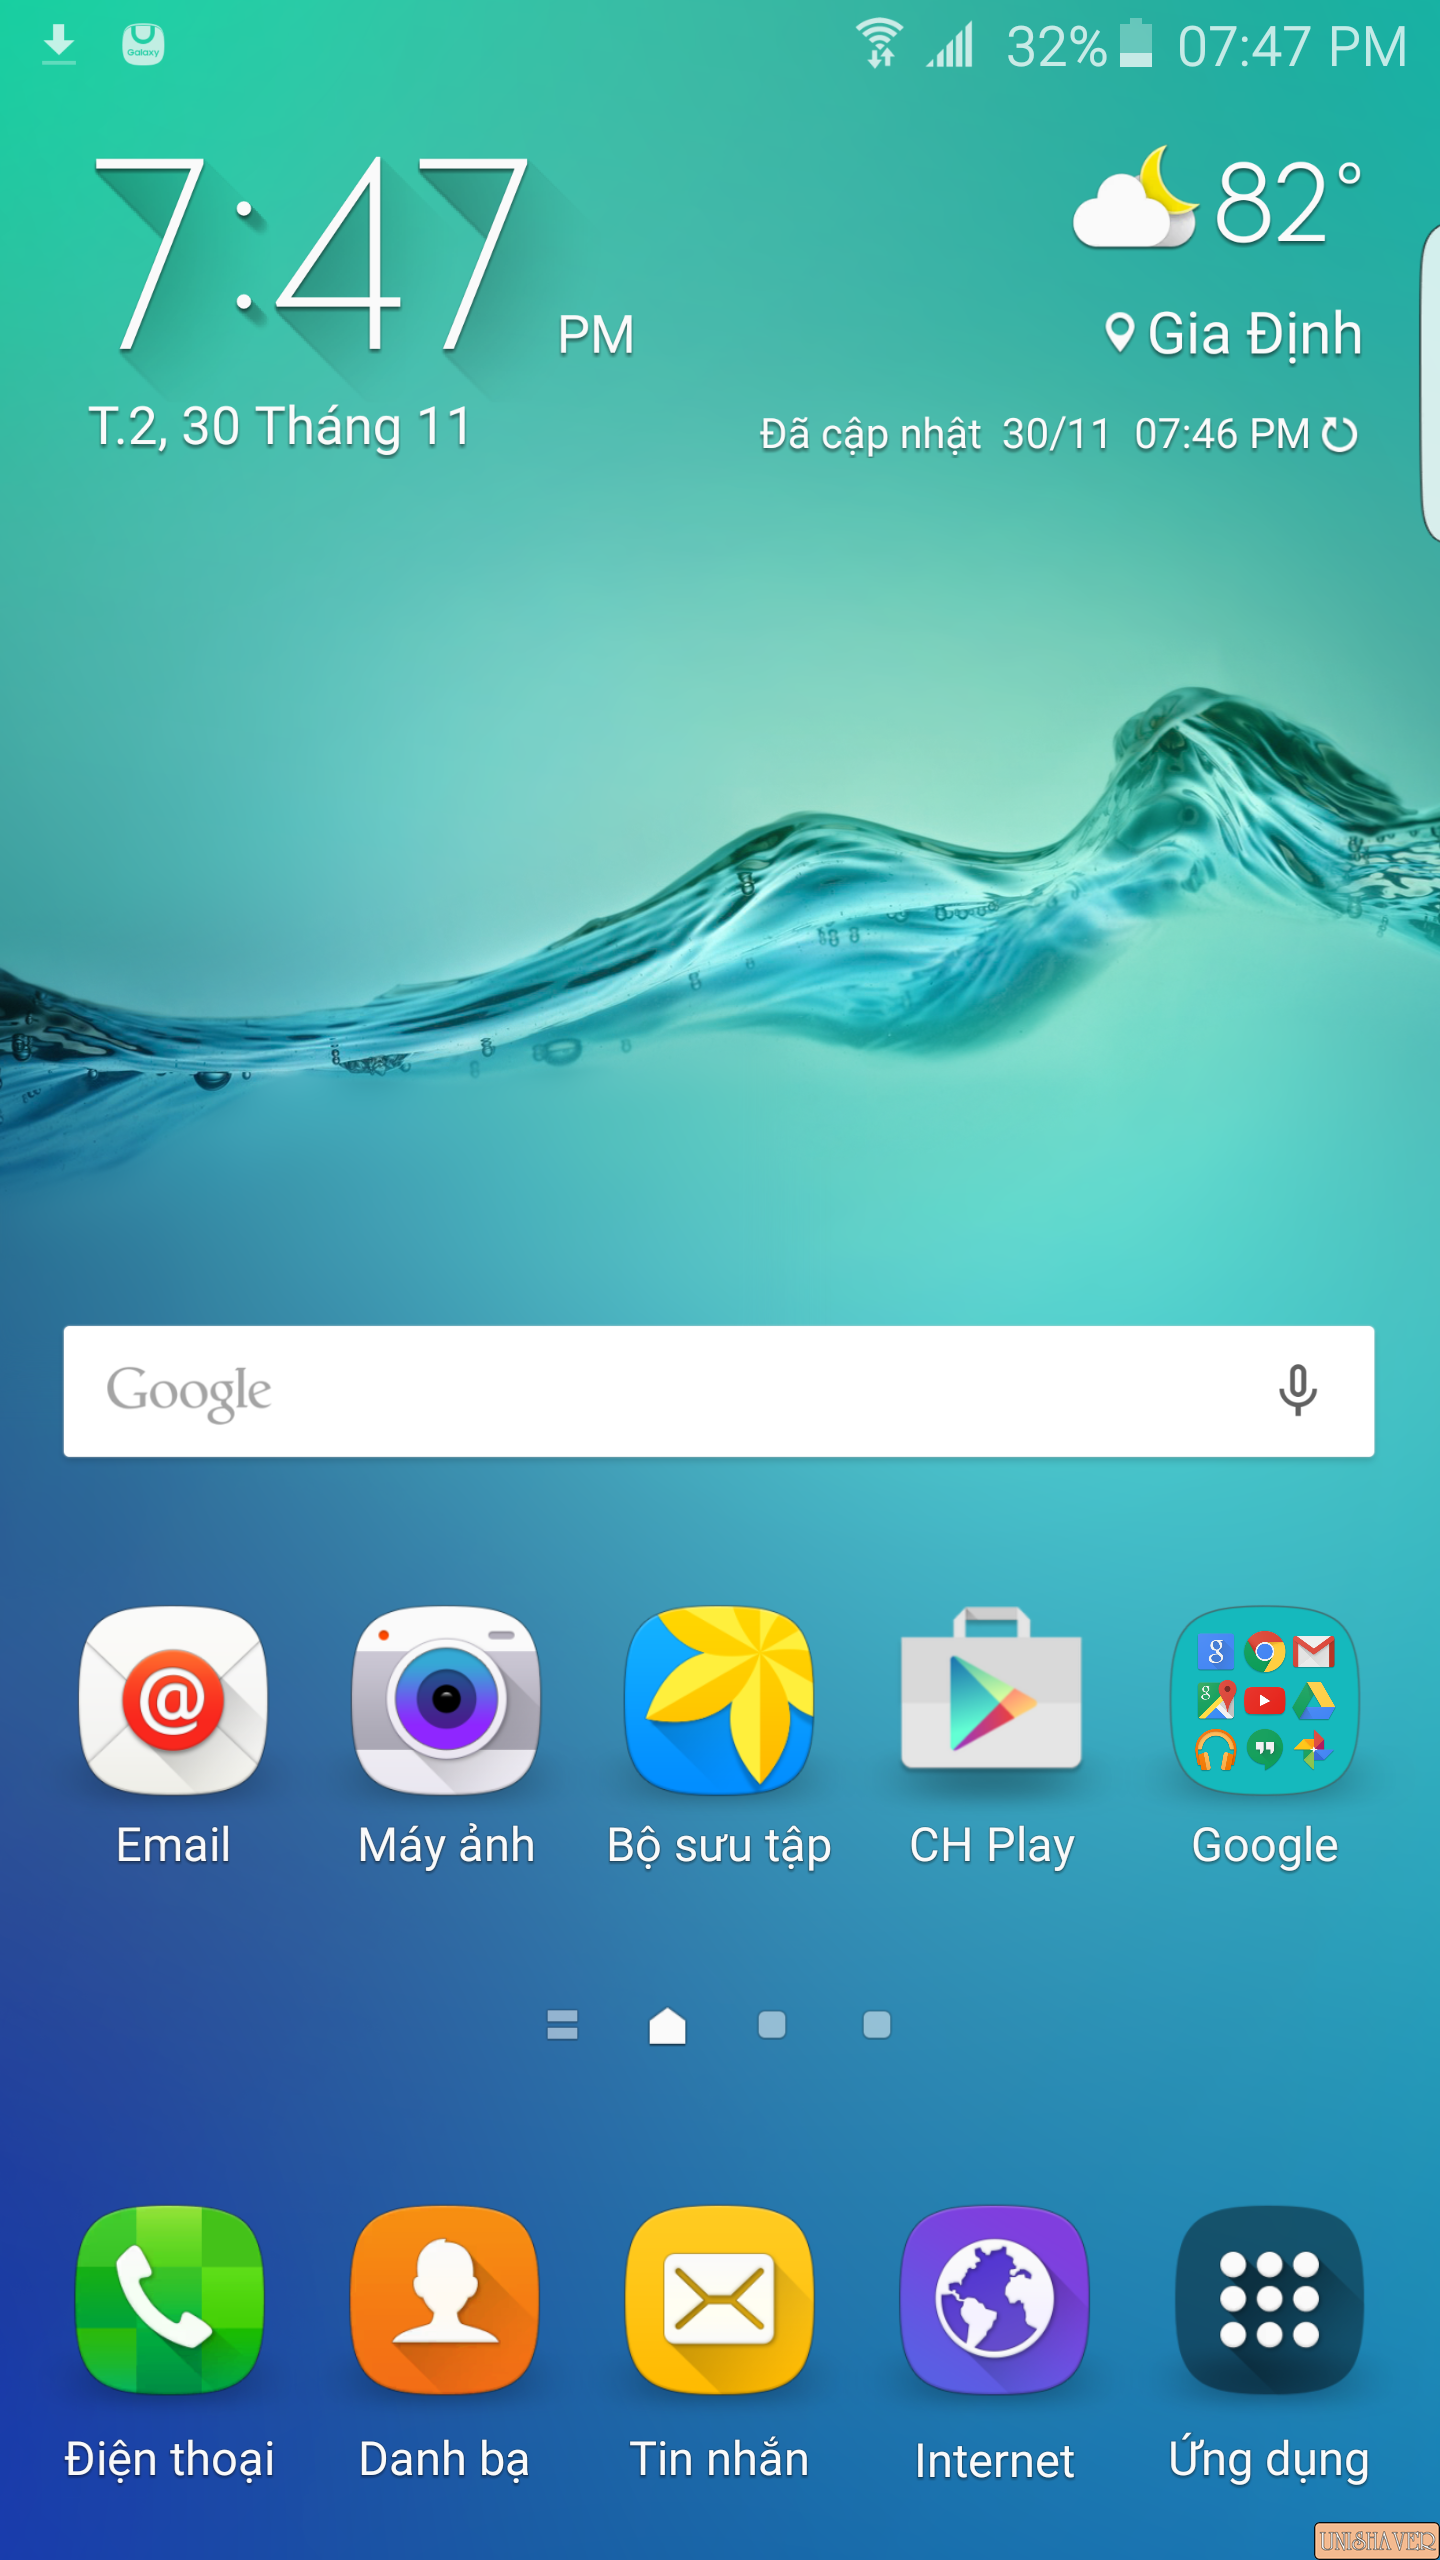 Galaxy
32% 07:47 PM
7:47 PM
82°
Gia Định
T.2, 30 Tháng 11
Đã cập nhật 30/11 07:46 PM
Google
Email
Máy ảnh
Bộ sưu tập
CH Play
Google
Điện thoại
Danh bạ
Tin nhắn
Internet
Ứng dụng
UNISHAVER